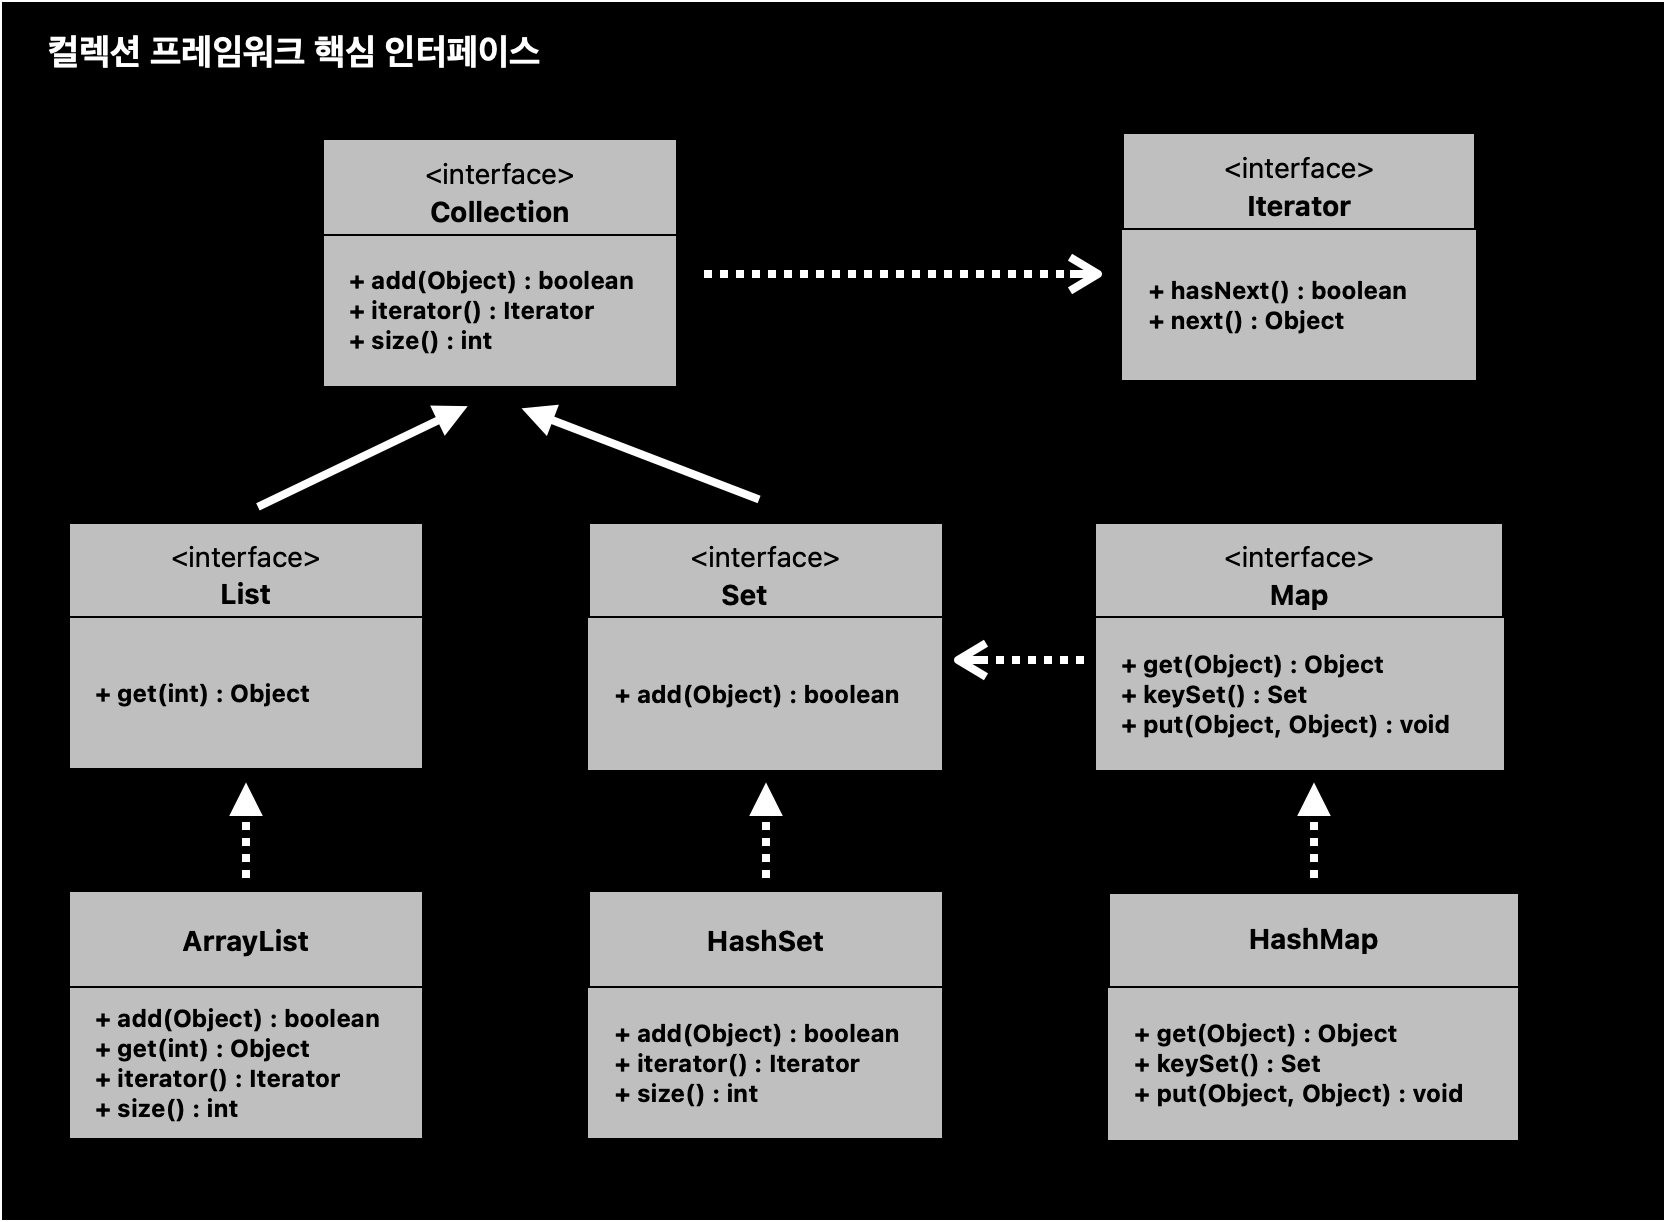 컬렉션 프레임워크 핵심 인터페이스
<interface>
Collection
+ add(Object) : boolean
+ iterator() : Iterator
+ size() : int
<interface>
Iterator
+ hasNext() : boolean
+ next() : Object
<interface>
List
+ get(int) : Object
<interface>
Set
+ add(Object) : boolean
<interface>
Map
+ get(Object) : Object
+ keySet() : Set
+ put(Object, Object) : void
ArrayList
+ add(Object) : boolean
+ get(int) : Object
+ iterator() : Iterator
+ size() : int
HashSet
+ add(Object) : boolean
+ iterator() : Iterator
+ size() : int
HashMap
+ get(Object) : Object
+ keySet() : Set
+ put(Object, Object) : void